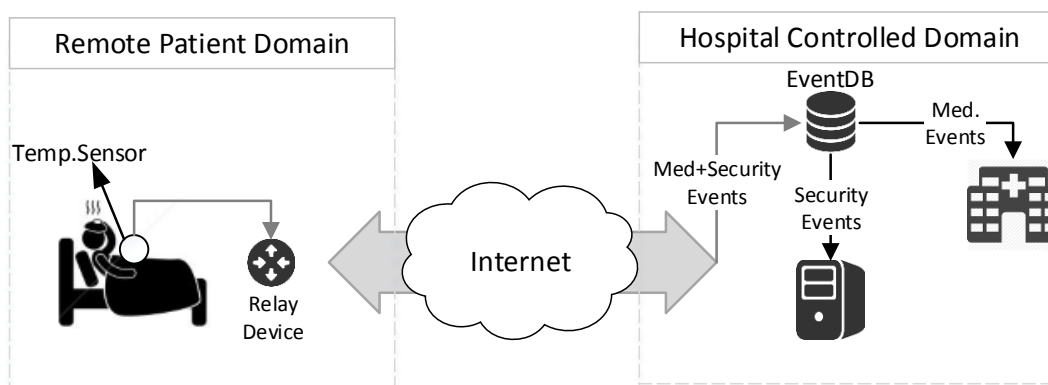 Remote Patient Domain
Temp.Sensor
Relay
Device
Internet
Hospital Controlled Domain
EventDB
Med.
Events
Med+Security
Events
Security
Events